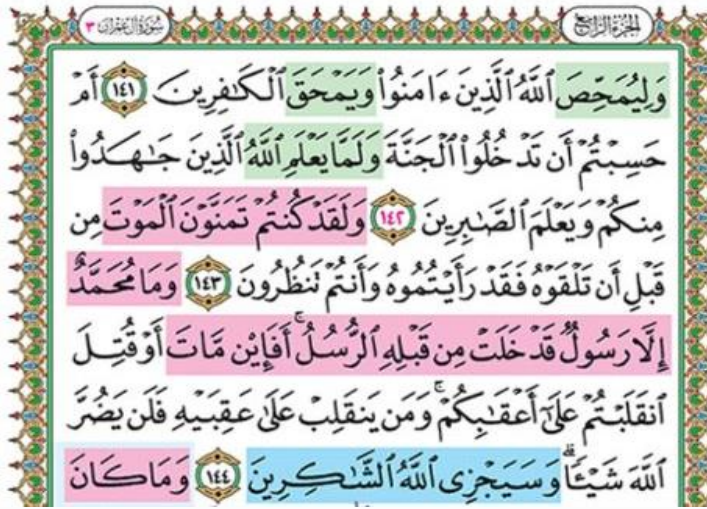 الجزء الرابع
سورة آل عمران ٣
وَلِيُمَحِّصَ ٱللَّهُ ٱلَّذِينَ ءَامَنُوا۟ وَيَمْحَقَ ٱلْكَـٰفِرِينَ ١٤١ أَمْ
حَسِبْتُمْ أَن تَدْخُلُوا۟ ٱلْجَنَّةَ وَلَمَّا يَعْلَمِ ٱللَّهُ ٱلَّذِينَ جَـٰهَدُوا۟
مِنكُمْ وَيَعْلَمَ ٱلصَّـٰبِرِينَ ١٤٢ وَلَقَدْ كُنتُمْ تَمَنَّوْنَ ٱلْمَوْتَ مِن
قَبْلِ أَن تَلْقَوْهُ فَقَدْ رَأَيْتُمُوهُ وَأَنتُمْ تَنظُرُونَ ١٤٣ وَمَا مُحَمَّدٌ
إِلَّا رَسُولٌ قَدْ خَلَتْ مِن قَبْلِهِ ٱلرُّسُلُ ۚ أَفَإِي۟ن مَّاتَ أَوْ قُتِلَ
ٱنقَلَبْتُمْ عَلَىٰٓ أَعْقَـٰبِكُمْ ۚ وَمَن يَنقَلِبْ عَلَىٰ عَقِبَيْهِ فَلَن يَضُرَّ
ٱللَّهَ شَيْـًٔا ۗ وَسَيَجْزِى ٱللَّهُ ٱلشَّـٰكِرِينَ ١٤٤ وَمَا كَانَ